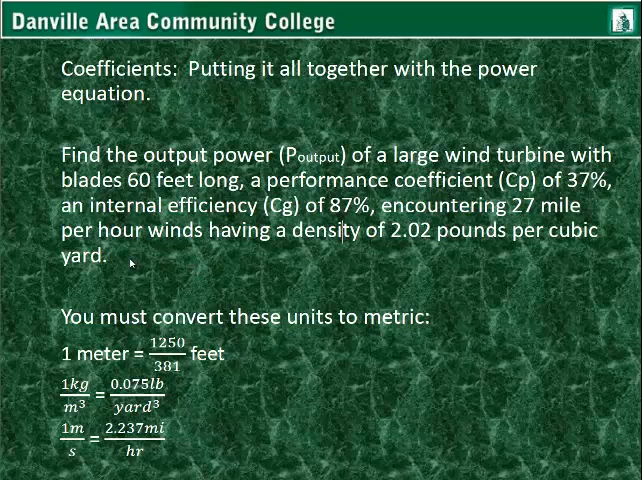 Danville Area Community College
Coefficients: Putting it all together with the power
equation.
Find the output power (Poutput) of a large wind turbine with
blades 60 feet long, a performance coefficient (Cp) of 37%,
an internal efficiency (Cg) of 87%, encountering 27 mile
per hour winds having a density of 2.02 pounds per cubic
yard.
You must convert these units to metric:
1 meter = 1250/381 feet
1kg/m³ = 0.075lb/yard³
1m/s = 2.237mi/hr